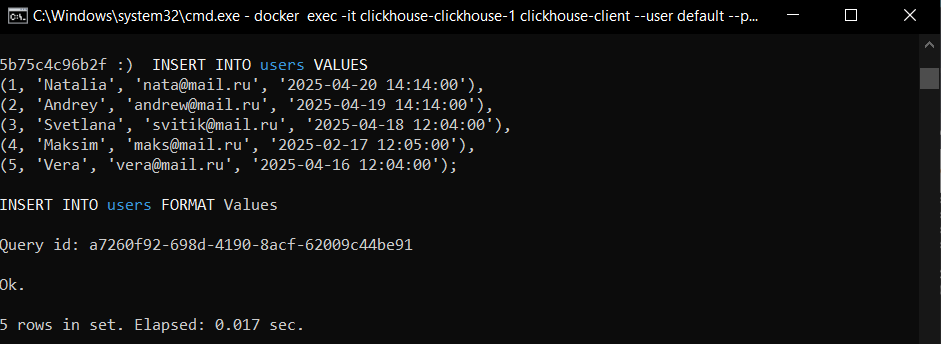 C:\Windows\system32\cmd.exe - docker  exec -it clickhouse-clickhouse-1 clickhouse-client --user default --p...
5b75c4c96b2f :)  INSERT INTO users VALUES
(1, 'Natalia', 'nata@mail.ru', '2025-04-20 14:14:00'),
(2, 'Andrey', 'andrew@mail.ru', '2025-04-19 14:14:00'),
(3, 'Svetlana', 'svitik@mail.ru', '2025-04-18 12:04:00'),
(4, 'Maksim', 'maks@mail.ru', '2025-02-17 12:05:00'),
(5, 'Vera', 'vera@mail.ru', '2025-04-16 12:04:00');
INSERT INTO users FORMAT Values
Query id: a7260f92-698d-4190-8acf-62009c44be91
Ok.
5 rows in set. Elapsed: 0.017 sec.